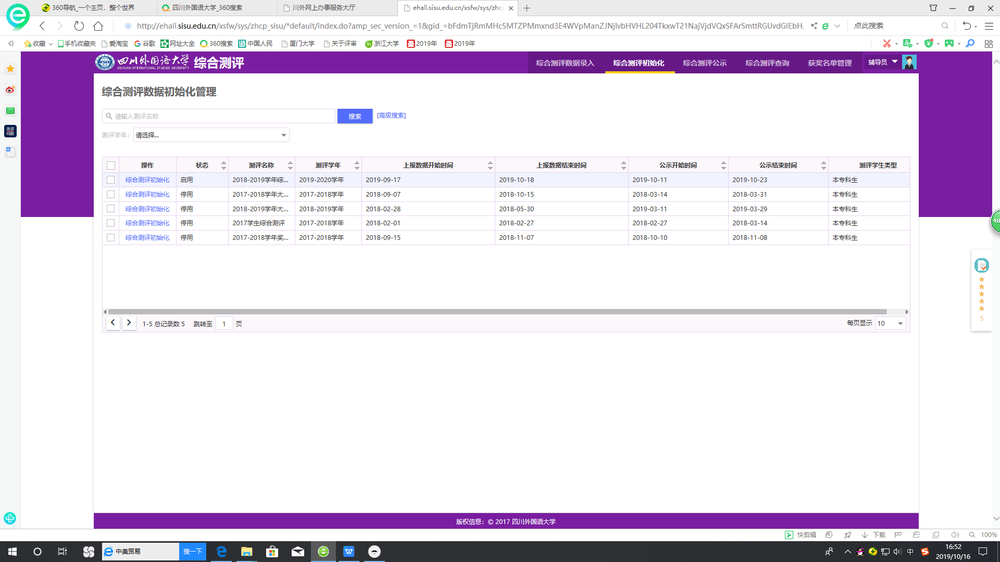 360导航_一个主页，整个世界
四川外国语大学_360搜索
川外网上办事服务大厅
ehall.sisu.edu.cn/xsfw/sys/zhc
http://ehall.sisu.edu.cn/xsfw/sys/zhcp_sisu/*default/index.do?amp_sec_version_=1&gid_=bFdmTjRmMHc5MTZPMmxnd3E4WVpManZJNjIvbHVHL204TkxwT21NajVjdVQxSFArSmttRGUvdGlEbH.
点此搜索
收藏 手机收藏夹 爱淘宝 谷歌 网址大全 360搜索 中国人民 厦门大学 关于评审 浙江大学 2019年 2019年
四川外国语大学
SICHUAN INTERNATIONAL STUDIES UNIVERSITY
综合测评
综合测评数据录入 综合测评初始化 综合测评公示 综合测评查询 获奖名单管理 辅导员
综合测评数据初始化管理
请输入测评名称 搜索 [高级搜索]
测评学年： 请选择...
操作 状态 测评名称 测评学年 上报数据开始时间 上报数据结束时间 公示开始时间 公示结束时间 测评学生类型
综合测评初始化 启用 2018-2019学年综... 2019-2020学年 2019-09-17 2019-10-18 2019-10-11 2019-10-23 本专科生
综合测评初始化 停用 2017-2018学年大... 2017-2018学年 2018-09-07 2018-10-15 2018-03-14 2018-03-31 本专科生
综合测评初始化 停用 2018-2019学年大... 2018-2019学年 2018-02-28 2018-05-30 2019-03-11 2019-03-29 本专科生
综合测评初始化 停用 2017学生综合测评 2017-2018学年 2018-02-01 2018-02-27 2018-02-27 2018-03-14 本专科生
综合测评初始化 停用 2017-2018学年奖... 2017-2018学年 2018-09-15 2018-11-07 2018-10-10 2018-11-08 本专科生
48
5
1-5 总记录数 5 跳转至 1 页
每页显示 10
版权信息：© 2017 四川外国语大学
快剪辑 下载 100%
中美贸易 搜一下
中
16:52
2019/10/16